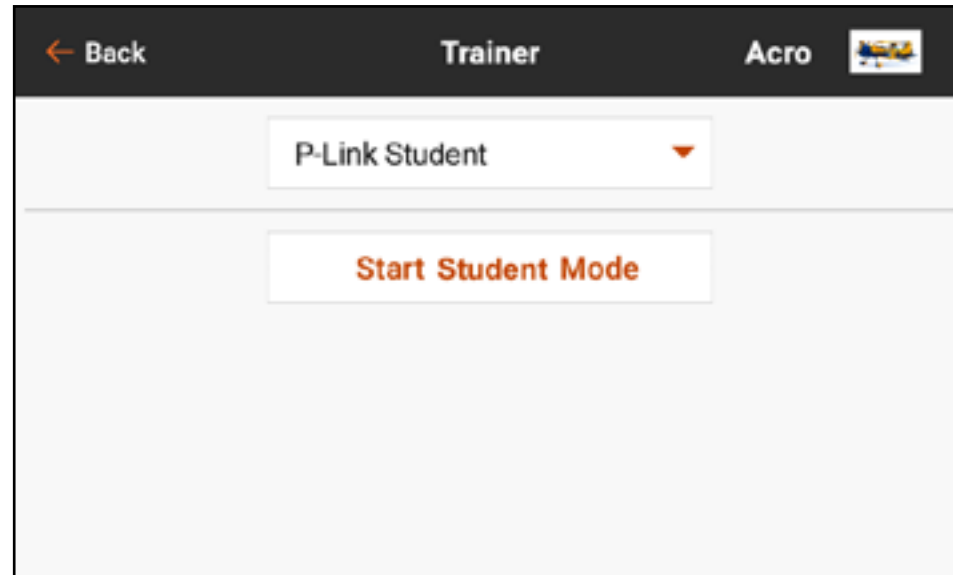 ← Back Trainer Acro
P-Link Student
Start Student Mode